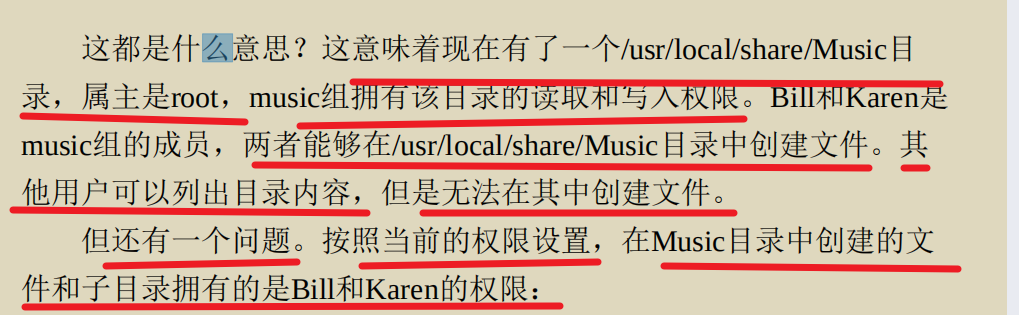 这都是什么意思？这意味着现在有了一个/usr/local/share/Music目
录，属主是root，music组拥有该目录的读取和写入权限。Bill和Karen是
music组的成员，两者能够在/usr/local/share/Music目录中创建文件。其
他用户可以列出目录内容，但是无法在其中创建文件。
但还有一个问题。按照当前的权限设置，在Music目录中创建的文
件和子目录拥有的是Bill和Karen的权限：